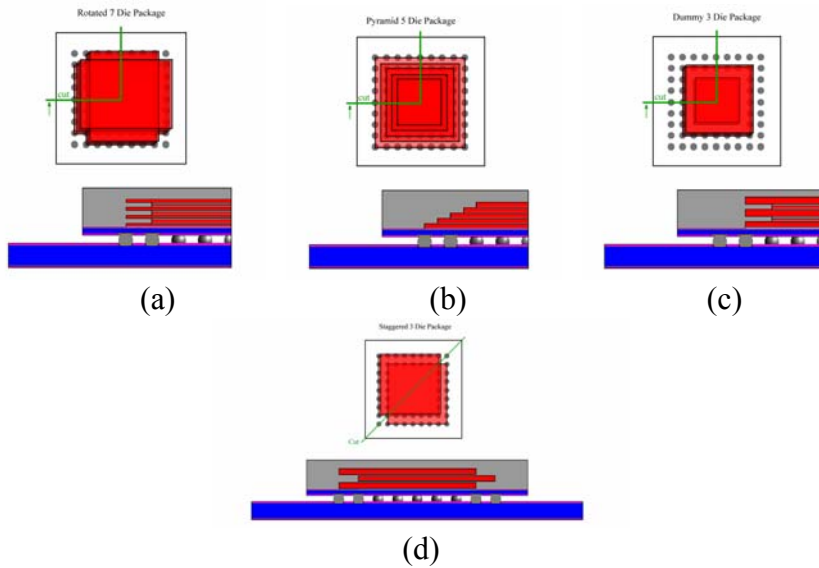 Rotated 7 Die Package
Pyramid 5 Die Package
Dummy 3 Die Package
cut
cut
cut
(a)
(b)
(c)
Staggered 3 Die Package
Cut
(d)